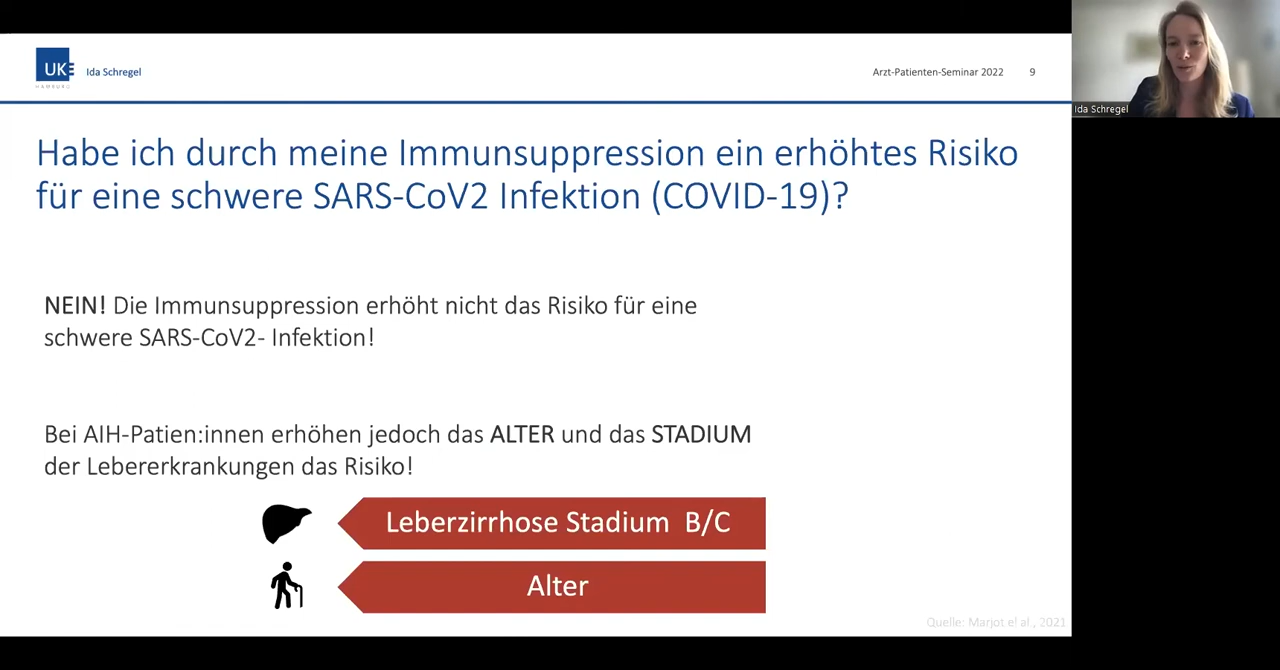 UKE
HAMBURG
Ida Schregel
Arzt-Patienten-Seminar 2022 9
Ida Schregel
Habe ich durch meine Immunsuppression ein erhöhtes Risiko
für eine schwere SARS-CoV2 Infektion (COVID-19)?
NEIN! Die Immunsuppression erhöht nicht das Risiko für eine
schwere SARS-CoV2- Infektion!
Bei AIH-Patien:innen erhöhen jedoch das ALTER und das STADIUM
der Lebererkrankungen das Risiko!
Leberzirrhose Stadium B/C
Alter
Quelle: Marjot et al., 2021